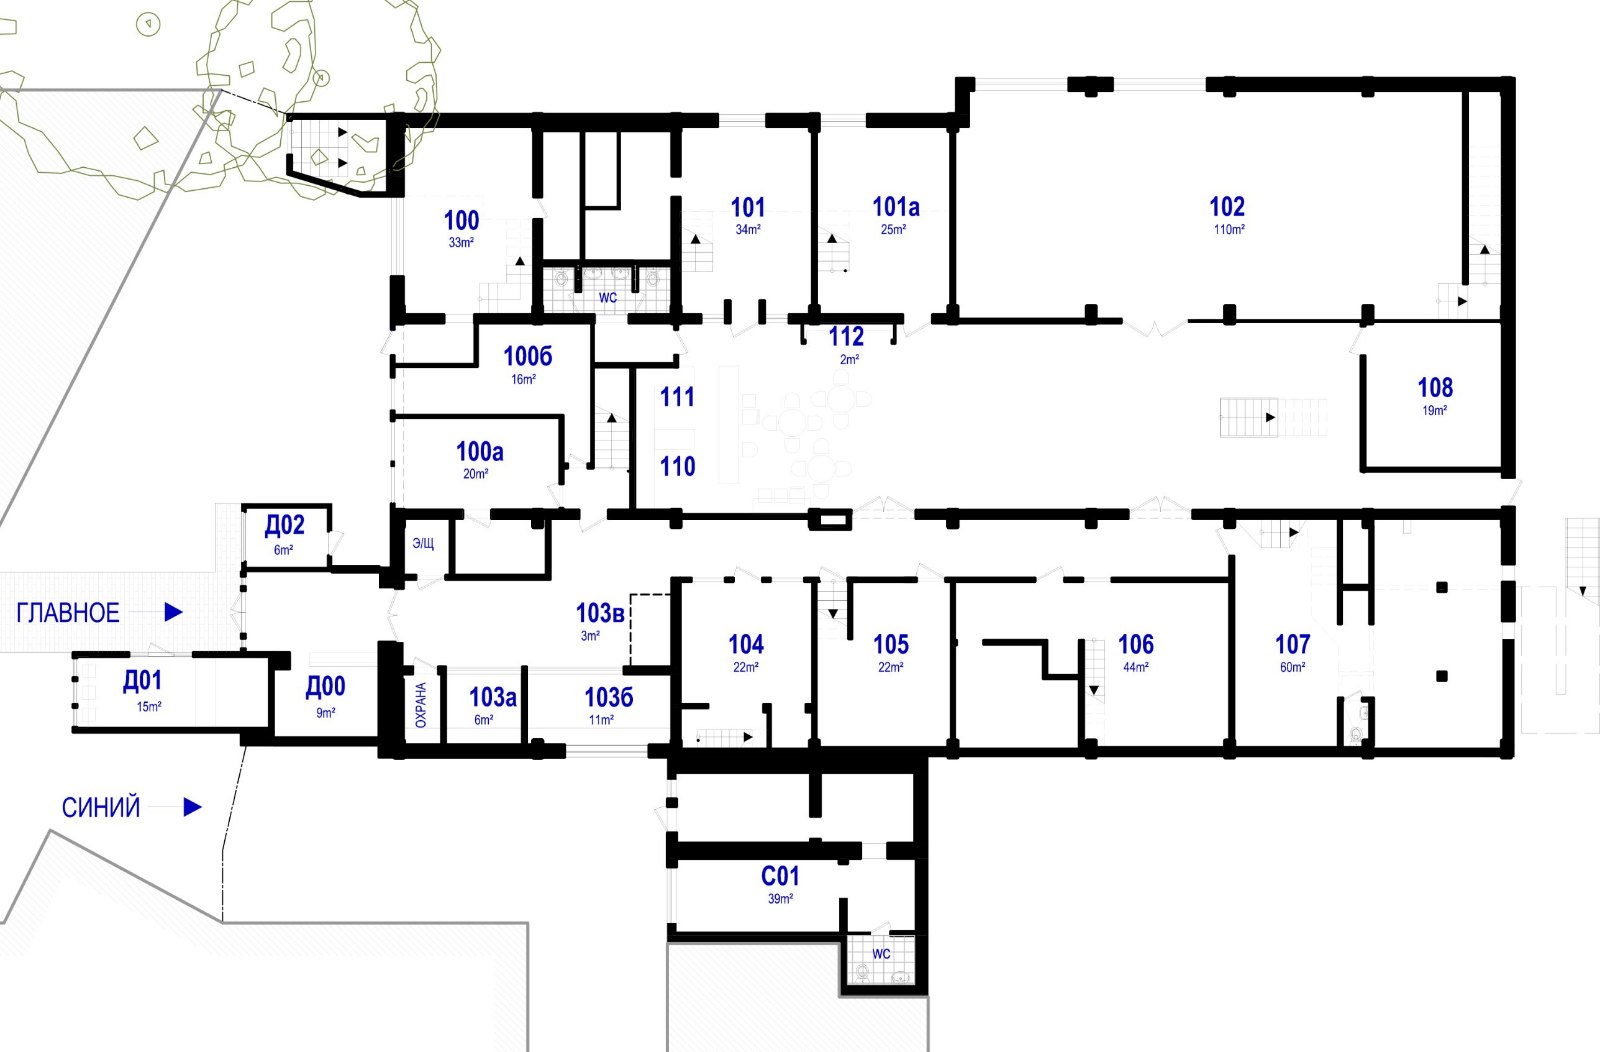 100
33m²
101
34m²
101а
25m²
102
110m²
WC
112
2m²
100б
16m²
111
108
19m²
100а
20m²
110
Д02
6m²
Э/Щ
ГЛАВНОЕ
103в
3m²
104
22m²
105
22m²
106
44m²
107
60m²
Д01
15m²
Д00
9m²
ОХРАНА
103а
6m²
103б
11m²
СИНИЙ
С01
39m²
WC